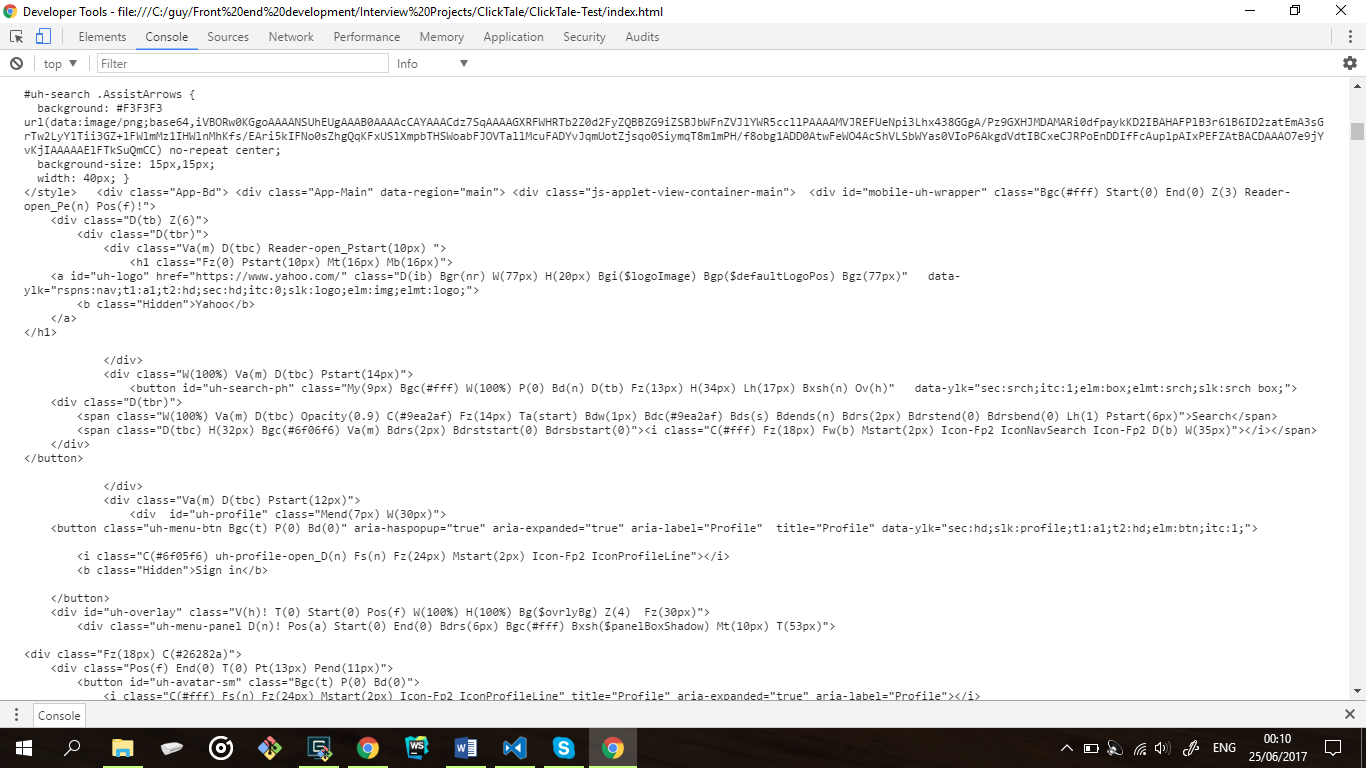 Developer Tools - file:///C:/guy/Front%20end%20development/Interview%20Projects/ClickTale/ClickTale-Test/index.html
Elements Console Sources Network Performance Memory Application Security Audits
top Filter Info
#uh-search .AssistArrows {
background: #F3F3F3
no-repeat center;
background-size: 15px,15px;
width: 40px; }
</style> <div class="App-Bd"> <div class="App-Main" data-region="main"> <div class="js-applet-view-container-main"> <div id="mobile-uh-wrapper" class="Bgc(#fff) Start(0) End(0) Z(3) Reader-
open_Pe(n) Pos(f)!">
<div class="D(tb) Z(6)">
<div class="D(tbr)">
<div class="Va(m) D(tbc) Reader-open_Pstart(10px) ">
<h1 class="Fz(0) Pstart(10px) Mt(16px) Mb(16px)">
<a id="uh-logo" href="https://www.yahoo.com/" class="D(ib) Bgr(nr) W(77px) H(20px) Bgi($logoImage) Bgp($defaultLogoPos) Bgz(77px)" data-
ylk="rspns:nav;t1:a1;t2:hd;sec:hd;itc:0;slk:logo;elm:img;elmt:logo;">
<b class="Hidden">Yahoo</b>
</a>
</h1>
</div>
<div class="W(100%) Va(m) D(tbc) Pstart(14px)">
<button id="uh-search-ph" class="My(9px) Bgc(#fff) W(100%) P(0) Bd(n) D(tb) Fz(13px) H(34px) Lh(17px) Bxsh(n) Ov(h)" data-ylk="sec:srch;itc:1;elm:box;elmt:srch;slk:srch box;">
<div class="D(tbr)">
<span class="W(100%) Va(m) D(tbc) Opacity(0.9) C(#9ea2af) Fz(14px) Ta(start) Bdw(1px) Bdc(#9ea2af) Bds(s) Bdends(n) Bdrs(2px) Bdrstend(0) Bdrsbend(0) Lh(1) Pstart(6px)">Search</span>
<span class="D(tbc) H(32px) Bgc(#6f06f6) Va(m) Bdrs(2px) Bdrststart(0) Bdrsbstart(0)"><i class="C(#fff) Fz(18px) Fw(b) Mstart(2px) Icon-Fp2 IconNavSearch Icon-Fp2 D(b) W(35px)"></i></span>
</div>
</button>
</div>
<div class="Va(m) D(tbc) Pstart(12px)">
<div id="uh-profile" class="Mend(7px) W(30px)">
<button class="uh-menu-btn Bgc(t) P(0) Bd(0)" aria-haspopup="true" aria-expanded="true" aria-label="Profile" title="Profile" data-ylk="sec:hd;slk:profile;t1:a1;t2:hd;elm:btn;itc:1;">
<i class="C(#6f05f6) uh-profile-open_D(n) Fs(n) Fz(24px) Mstart(2px) Icon-Fp2 IconProfileLine"></i>
<b class="Hidden">Sign in</b>
</button>
<div id="uh-overlay" class="V(h)! T(0) Start(0) Pos(f) W(100%) H(100%) Bg($ovrlyBg) Z(4) Fz(30px)">
<div class="uh-menu-panel D(n)! Pos(a) Start(0) End(0) Bdrs(6px) Bgc(#fff) Bxsh($panelBoxShadow) Mt(10px) T(53px)">
<div class="Fz(18px) C(#26282a)">
<div class="Pos(f) End(0) T(0) Pt(13px) Pend(11px)">
<button id="uh-avatar-sm" class="Bgc(t) P(0) Bd(0)">
<i class="C(#fff) Fs(n) Fz(24px) Mstart(2px) Icon-Fp2 IconProfileLine" title="Profile" aria-expanded="true" aria-label="Profile"></i>
Console
ENG
00:10
25/06/2017